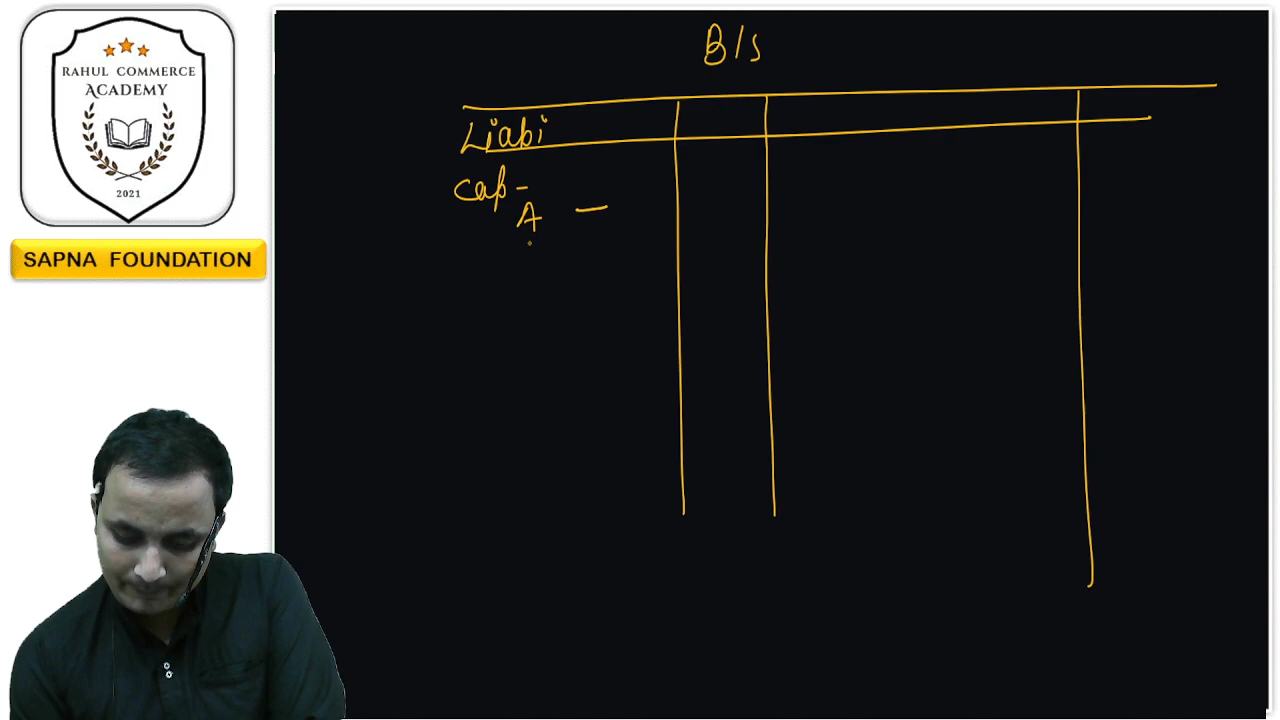 RAHUL COMMERCE
ACADEMY
2021
SAPNA FOUNDATION
B/S
Liabi
Cap -
A -